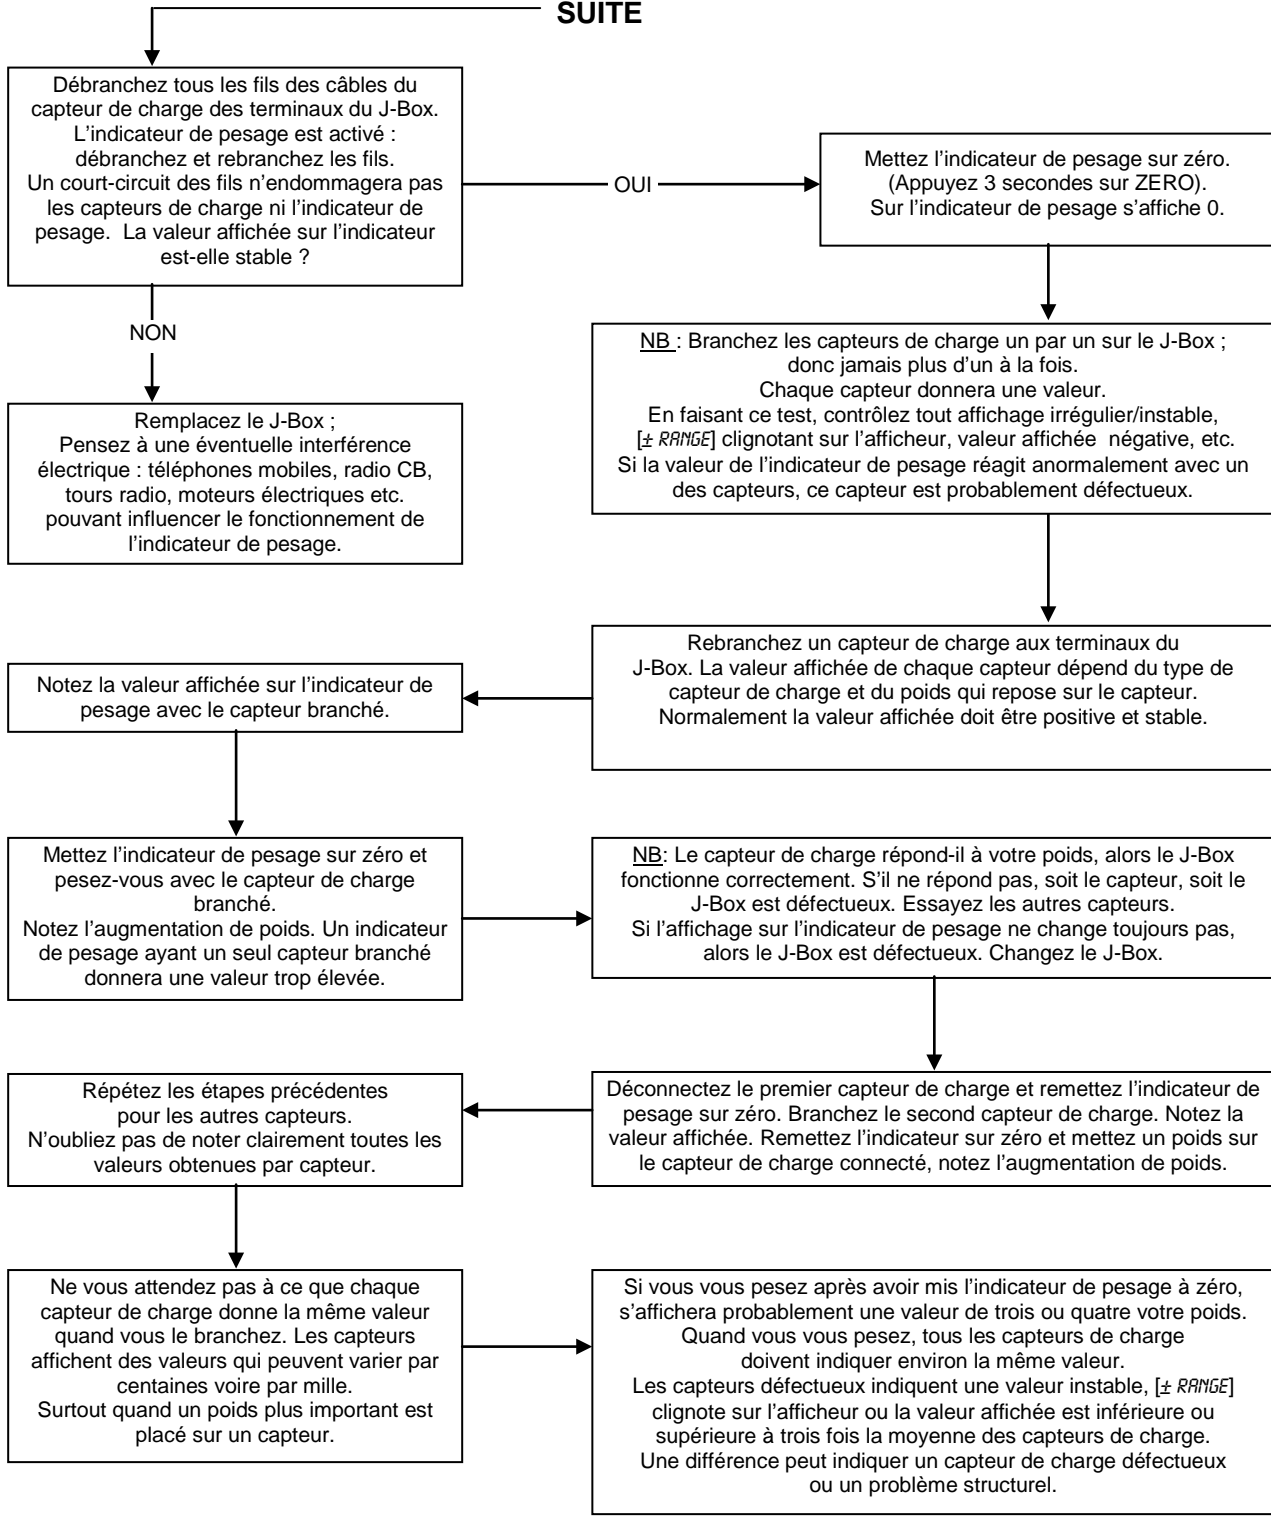 SUITE
Débranchez tous les fils des câbles du
capteur de charge des terminaux du J-Box.
L’indicateur de pesage est activé :
débranchez et rebranchez les fils.
Un court-circuit des fils n’endommagera pas
les capteurs de charge ni l’indicateur de
pesage.  La valeur affichée sur l’indicateur
est-elle stable ?
OUI
Mettez l’indicateur de pesage sur zéro.
(Appuyez 3 secondes sur ZERO).
Sur l’indicateur de pesage s’affiche 0.
NON
NB : Branchez les capteurs de charge un par un sur le J-Box ;
donc jamais plus d’un à la fois.
Chaque capteur donnera une valeur.
En faisant ce test, contrôlez tout affichage irrégulier/instable,
[± RANGE] clignotant sur l’afficheur, valeur affichée  négative, etc.
Si la valeur de l’indicateur de pesage réagit anormalement avec un
des capteurs, ce capteur est probablement défectueux.
Remplacez le J-Box ;
Pensez à une éventuelle interférence
électrique : téléphones mobiles, radio CB,
tours radio, moteurs électriques etc.
pouvant influencer le fonctionnement de
l’indicateur de pesage.
Rebranchez un capteur de charge aux terminaux du
J-Box. La valeur affichée de chaque capteur dépend du type de
capteur de charge et du poids qui repose sur le capteur.
Normalement la valeur affichée doit être positive et stable.
Notez la valeur affichée sur l’indicateur de
pesage avec le capteur branché.
Mettez l’indicateur de pesage sur zéro et
pesez-vous avec le capteur de charge
branché.
Notez l’augmentation de poids. Un indicateur
de pesage ayant un seul capteur branché
donnera une valeur trop élevée.
NB: Le capteur de charge répond-il à votre poids, alors le J-Box
fonctionne correctement. S’il ne répond pas, soit le capteur, soit le
J-Box est défectueux. Essayez les autres capteurs.
Si l’affichage sur l’indicateur de pesage ne change toujours pas,
alors le J-Box est défectueux. Changez le J-Box.
Déconnectez le premier capteur de charge et remettez l’indicateur de
pesage sur zéro. Branchez le second capteur de charge. Notez la
valeur affichée. Remettez l’indicateur sur zéro et mettez un poids sur
le capteur de charge connecté, notez l’augmentation de poids.
Répétez les étapes précédentes
pour les autres capteurs.
N’oubliez pas de noter clairement toutes les
valeurs obtenues par capteur.
Ne vous attendez pas à ce que chaque
capteur de charge donne la même valeur
quand vous le branchez. Les capteurs
affichent des valeurs qui peuvent varier par
centaines voire par mille.
Surtout quand un poids plus important est
placé sur un capteur.
Si vous vous pesez après avoir mis l’indicateur de pesage à zéro,
s’affichera probablement une valeur de trois ou quatre votre poids.
Quand vous vous pesez, tous les capteurs de charge
doivent indiquer environ la même valeur.
Les capteurs défectueux indiquent une valeur instable, [± RANGE]
clignote sur l’afficheur ou la valeur affichée est inférieure ou
supérieure à trois fois la moyenne des capteurs de charge.
Une différence peut indiquer un capteur de charge défectueux
ou un problème structurel.